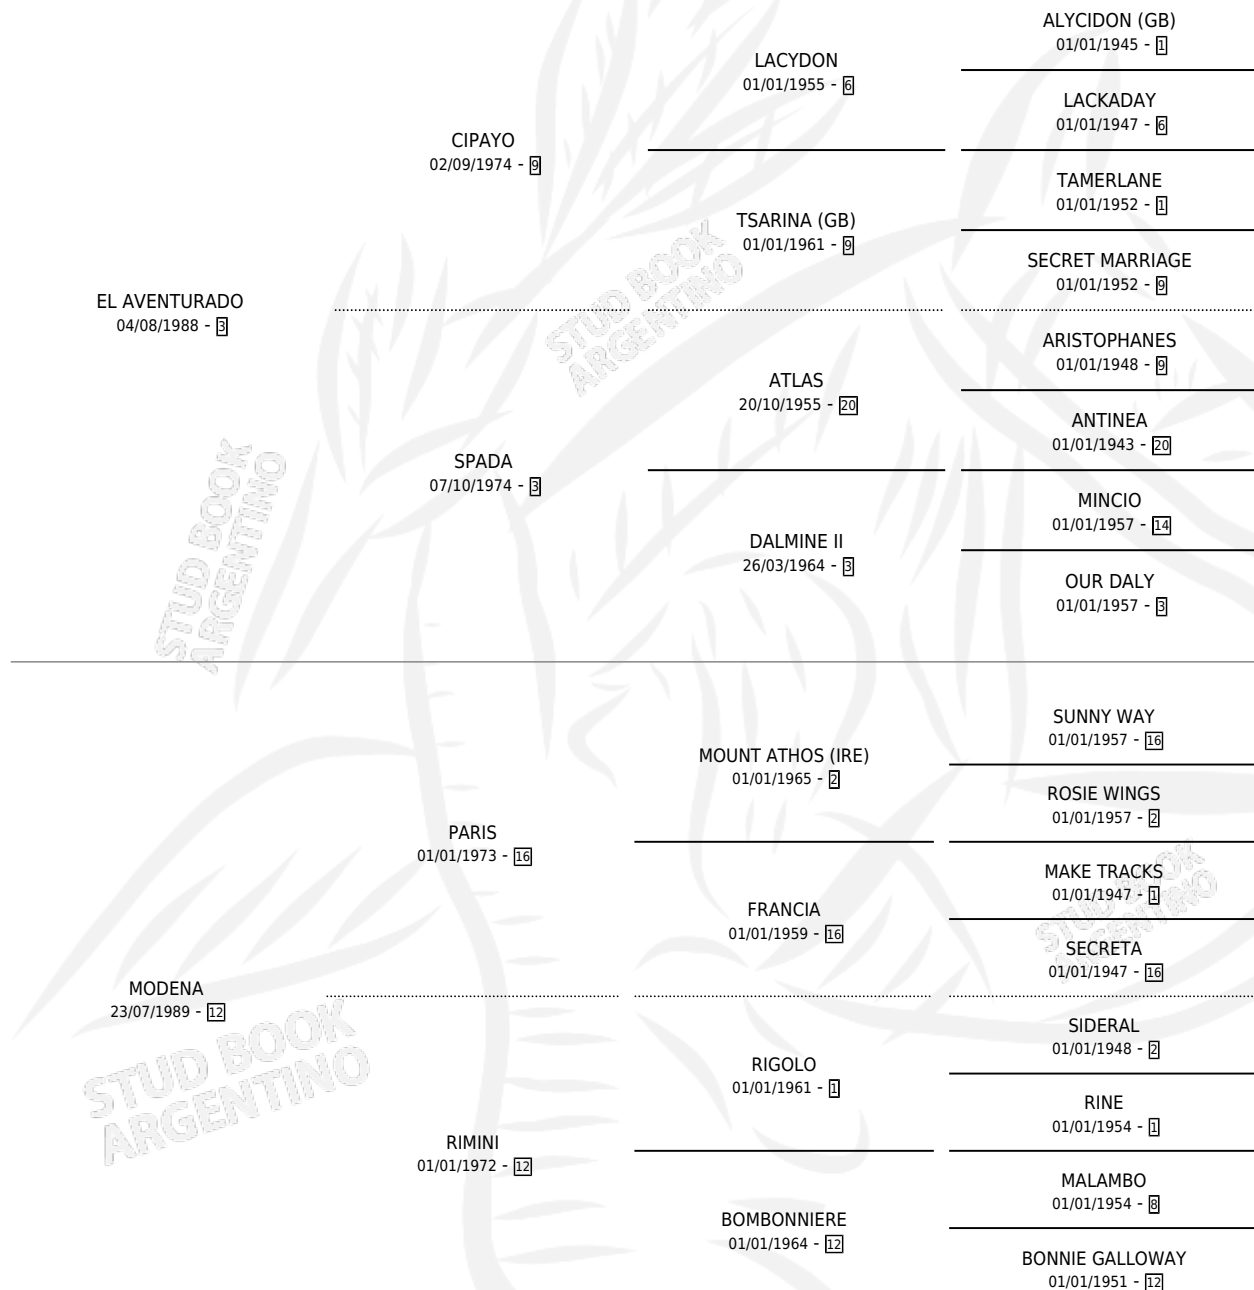 EL AVENTURADO
04/08/1988 - 3
CIPAYO
02/09/1974 - 9
SPADA
07/10/1974 - 3
LACYDON
01/01/1955 - 6
TSARINA (GB)
01/01/1961 - 9
ATLAS
20/10/1955 - 20
DALMINE II
26/03/1964 - 3
ALYCIDON (GB)
01/01/1945 - 1
LACKADAY
01/01/1947 - 6
TAMERLANE
01/01/1952 - 1
SECRET MARRIAGE
01/01/1952 - 9
ARISTOPHANES
01/01/1948 - 9
ANTINEA
01/01/1943 - 20
MINCIO
01/01/1957 - 14
OUR DALY
01/01/1957 - 3
MODENA
23/07/1989 - 12
PARIS
01/01/1973 - 16
RIMINI
01/01/1972 - 12
MOUNT ATHOS (IRE)
01/01/1965 - 2
FRANCIA
01/01/1959 - 16
RIGOLO
01/01/1961 - 1
BOMBONNIERE
01/01/1964 - 12
SUNNY WAY
01/01/1957 - 16
ROSIE WINGS
01/01/1957 - 2
MAKE TRACKS
01/01/1947 - 1
SECRETA
01/01/1947 - 16
SIDERAL
01/01/1948 - 2
RINE
01/01/1954 - 1
MALAMBO
01/01/1954 - 8
BONNIE GALLOWAY
01/01/1951 - 12
STUD BOOK
ARGENTINO
STUD BOOK
ARGENTINO
STUD BOOK
ARGENTINO
STUD BOOK
ARGENTINO